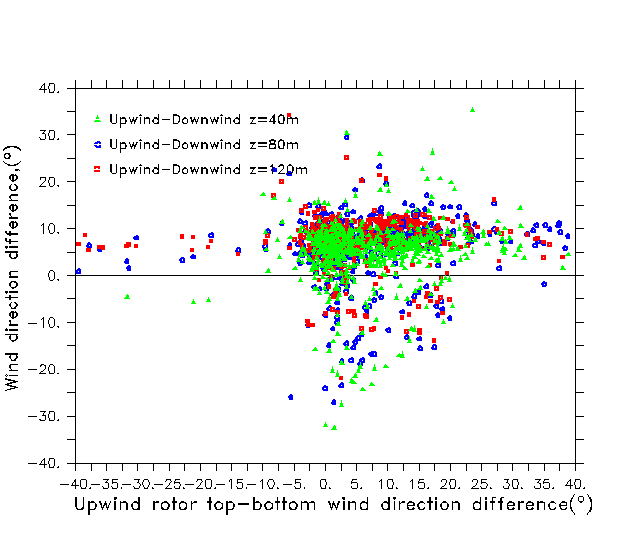 40.
30.
20.
10.
0.
-10.
-20.
-30.
-40.
Wind direction difference,(°)
Upwind-Downwind z=40m
Upwind-Downwind z=80m
Upwind-Downwind z=120m
-40. -35. -30. -25. -20. -15. -10. -5. 0. 5. 10. 15. 20. 25. 30. 35. 40.
Upwind rotor top-bottom wind direction difference(°)